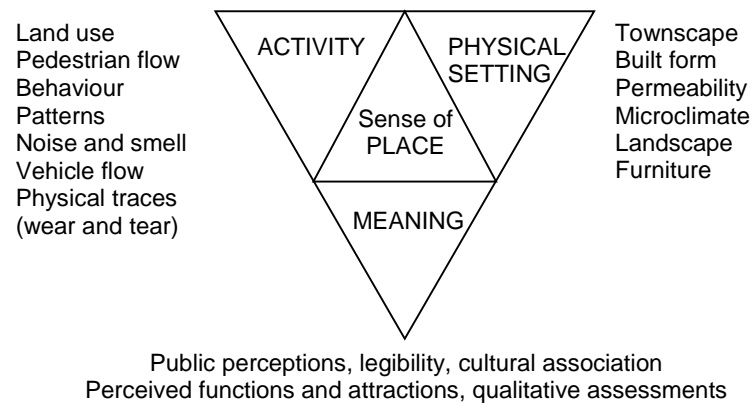 Land use
Pedestrian flow
Behaviour
Patterns
Noise and smell
Vehicle flow
Physical traces
(wear and tear)
ACTIVITY
PHYSICAL
SETTING
Sense of
PLACE
MEANING
Townscape
Built form
Permeability
Microclimate
Landscape
Furniture
Public perceptions, legibility, cultural association
Perceived functions and attractions, qualitative assessments